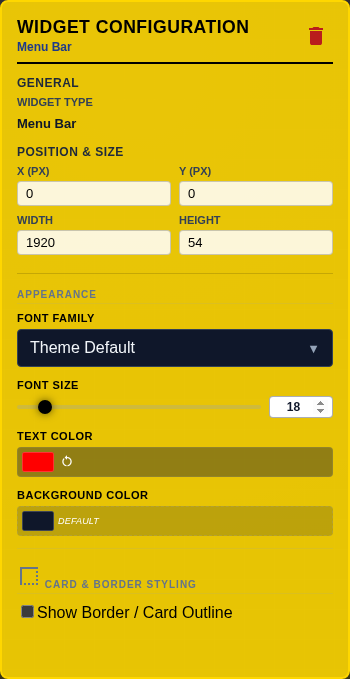 WIDGET CONFIGURATION
Menu Bar
GENERAL
WIDGET TYPE
Menu Bar
POSITION & SIZE
X (PX) Y (PX)
0 0
WIDTH HEIGHT
1920 54
APPEARANCE
FONT FAMILY
Theme Default
FONT SIZE
18
TEXT COLOR
BACKGROUND COLOR
DEFAULT
CARD & BORDER STYLING
Show Border / Card Outline